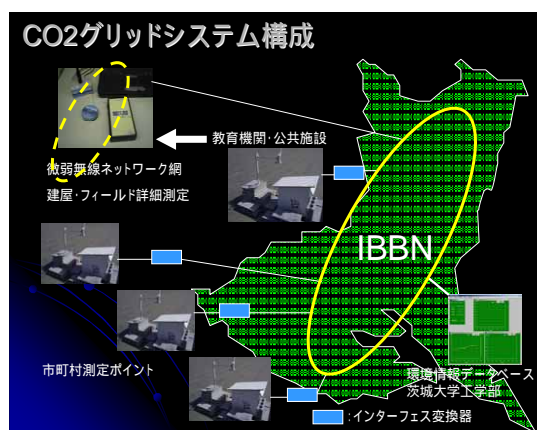 CO2グリッドシステム構成
教育機関・公共施設
微弱無線ネットワーク網
建屋・フィールド詳細測定
IBBN
市町村測定ポイント
環境情報データベース
茨城大学工学部
:インターフェス変換器